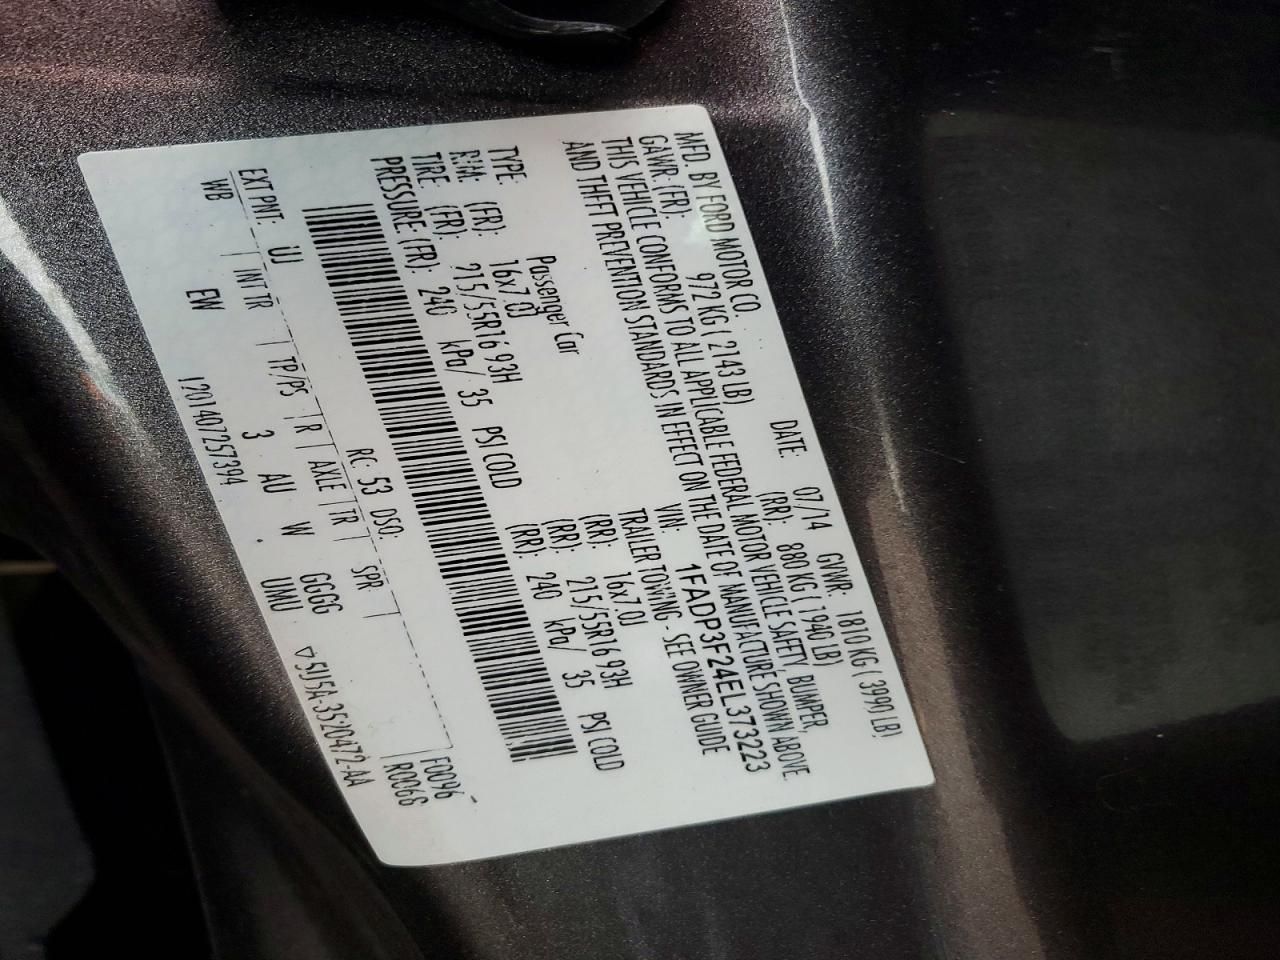 MFD. BY FORD MOTOR CO. DATE: 07/14 GVWR: 1810 KG ( 3990 LB)
GAWR: (FR): 972 KG ( 2143 LB) (RR): 880 KG ( 1940 LB)
THIS VEHICLE CONFORMS TO ALL APPLICABLE FEDERAL MOTOR VEHICLE SAFETY, BUMPER,
AND THEFT PREVENTION STANDARDS IN EFFECT ON THE DATE OF MANUFACTURE SHOWN ABOVE.
VIN: 1FADP3F24EL373223
TYPE: Passenger Car TRAILER TOWING - SEE OWNER GUIDE
RIM: (FR): 16x7.0J (RR): 16x7.0J
TIRE: (FR): 215/55R16 93H (RR): 215/55R16 93H
PRESSURE (FR): 240 kPa/ 35 PSI COLD (RR): 240 kPa/ 35 PSI COLD
F0096
EXT PNT: UJ RC: 53 DSO: R0068
WB INT TR TP/PS R AXLE TR SPR
EW 3 AU W GGGG
1201407257394 UMU ▽5U5A-3520472-AA